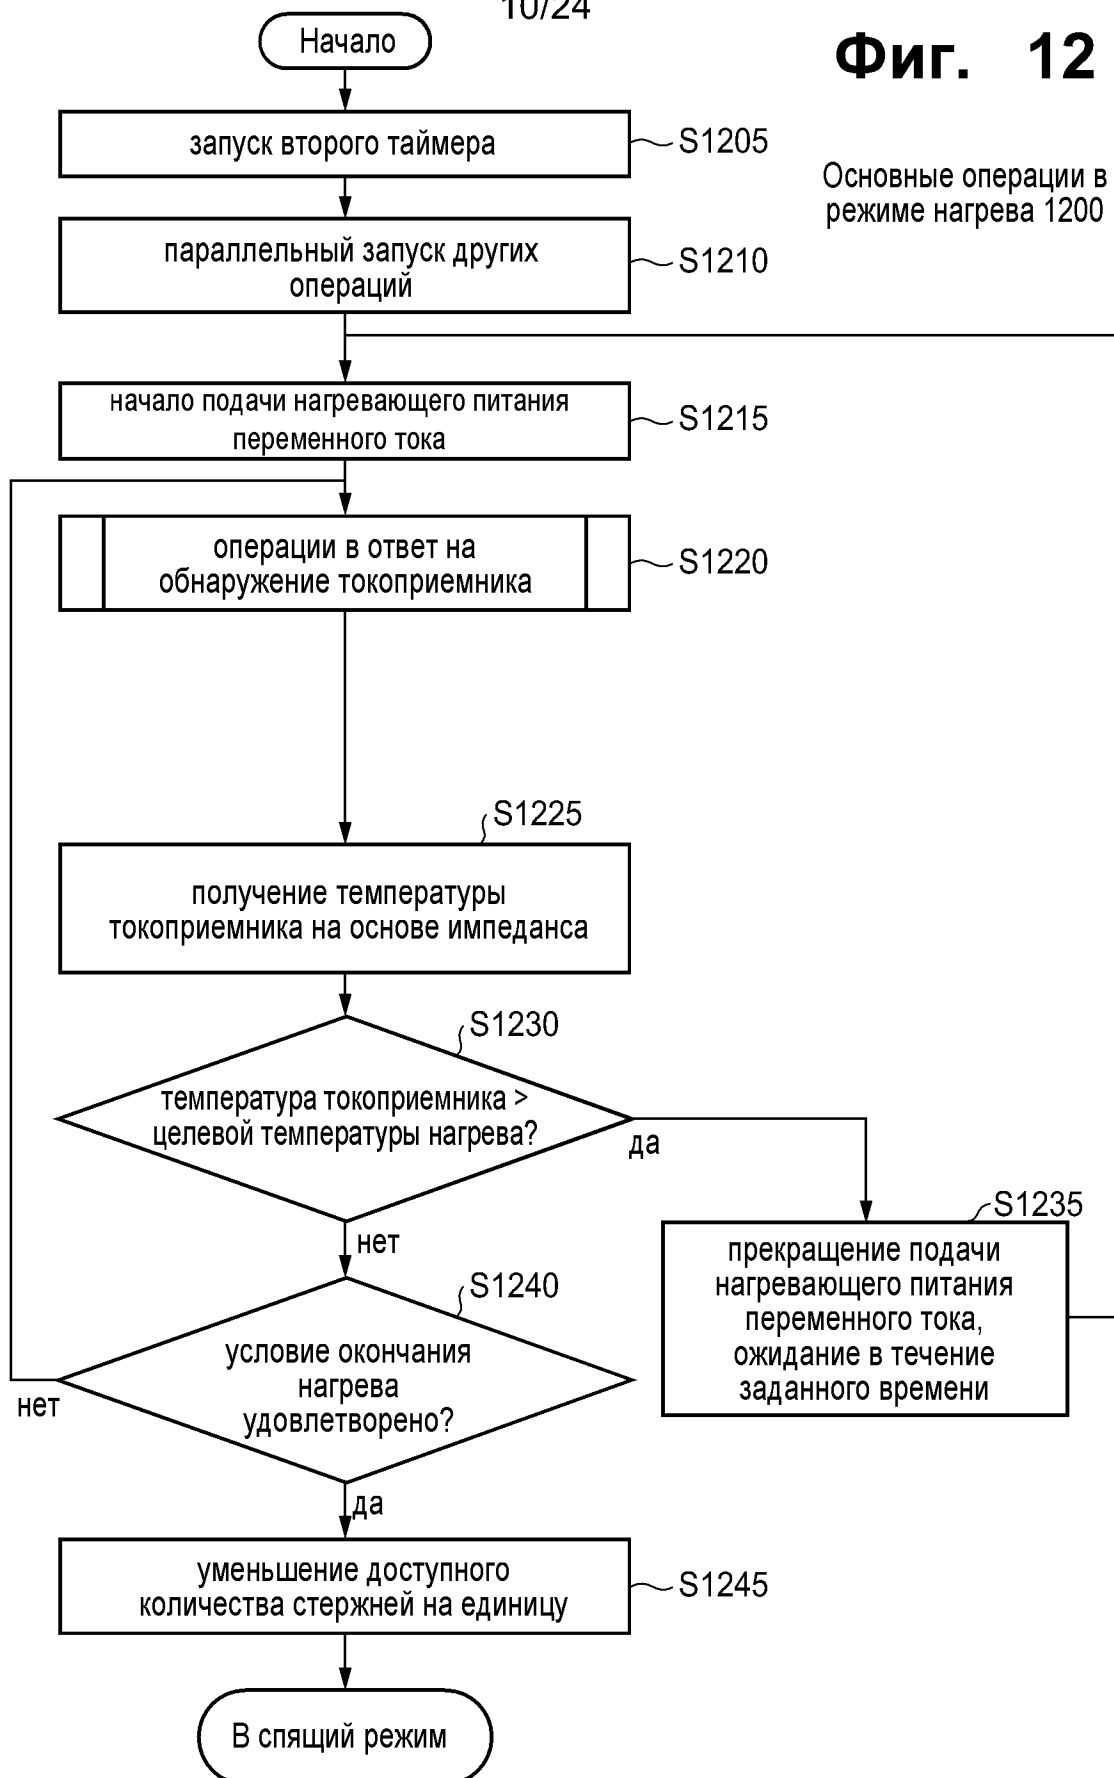 10/24
Начало
Фиг. 12
запуск второго таймера
S1205
Основные операции в
режиме нагрева 1200
параллельный запуск других
операций
S1210
начало подачи нагревающего питания
переменного тока
S1215
операции в ответ на
обнаружение токоприемника
S1220
S1225
получение температуры
токоприемника на основе импеданса
S1230
температура токоприемника >
целевой температуры нагрева?
да
нет
S1235
прекращение подачи
нагревающего питания
переменного тока,
ожидание в течение
заданного времени
S1240
условие окончания
нагрева
удовлетворено?
нет
да
уменьшение доступного
количества стержней на единицу
S1245
В спящий режим